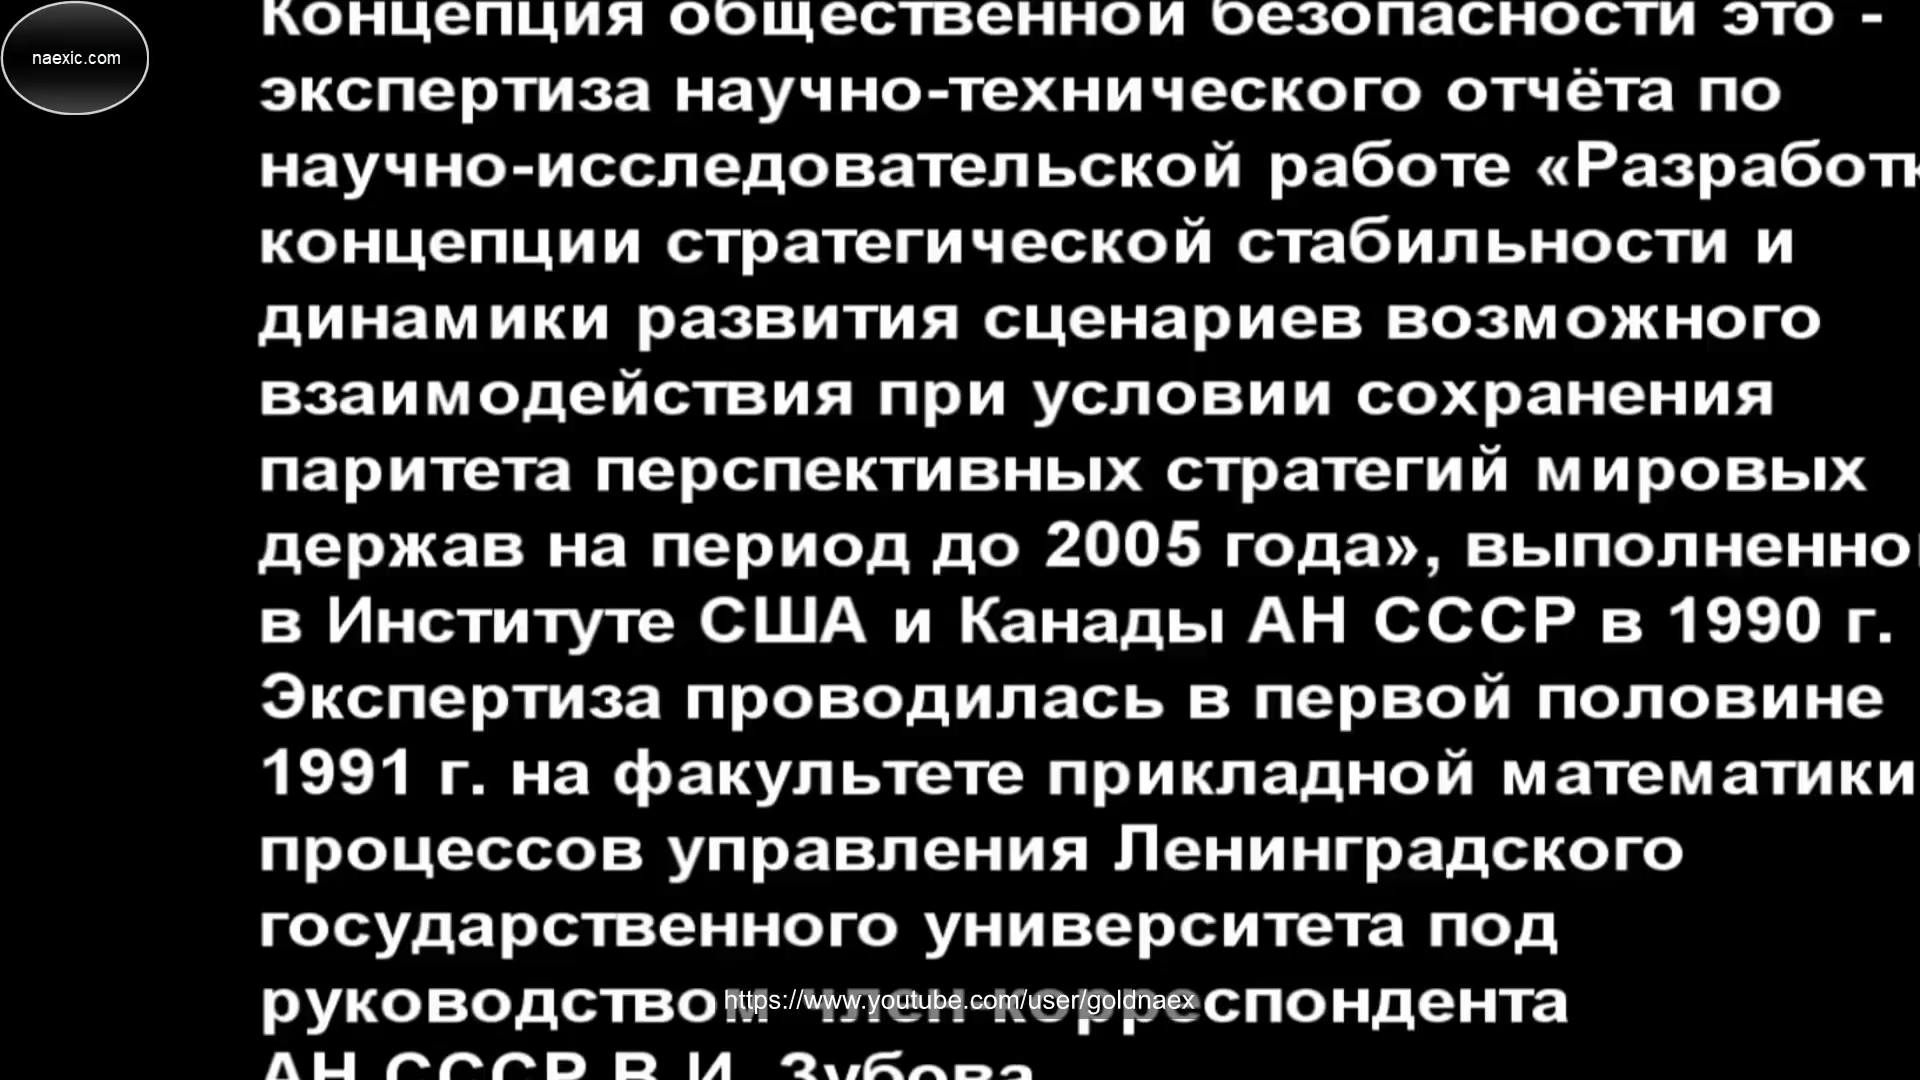 naexic.com
Концепция общественной безопасности это -
экспертиза научно-технического отчёта по
научно-исследовательской работе «Разработк
концепции стратегической стабильности и
динамики развития сценариев возможного
взаимодействия при условии сохранения
паритета перспективных стратегий мировых
держав на период до 2005 года», выполненно
в Институте США и Канады АН СССР в 1990 г.
Экспертиза проводилась в первой половине
1991 г. на факультете прикладной математики
процессов управления Ленинградского
государственного университета под
руководством член-корреспондента
https://www.youtube.com/user/goldnaex
АН СССР В.И. Зубова